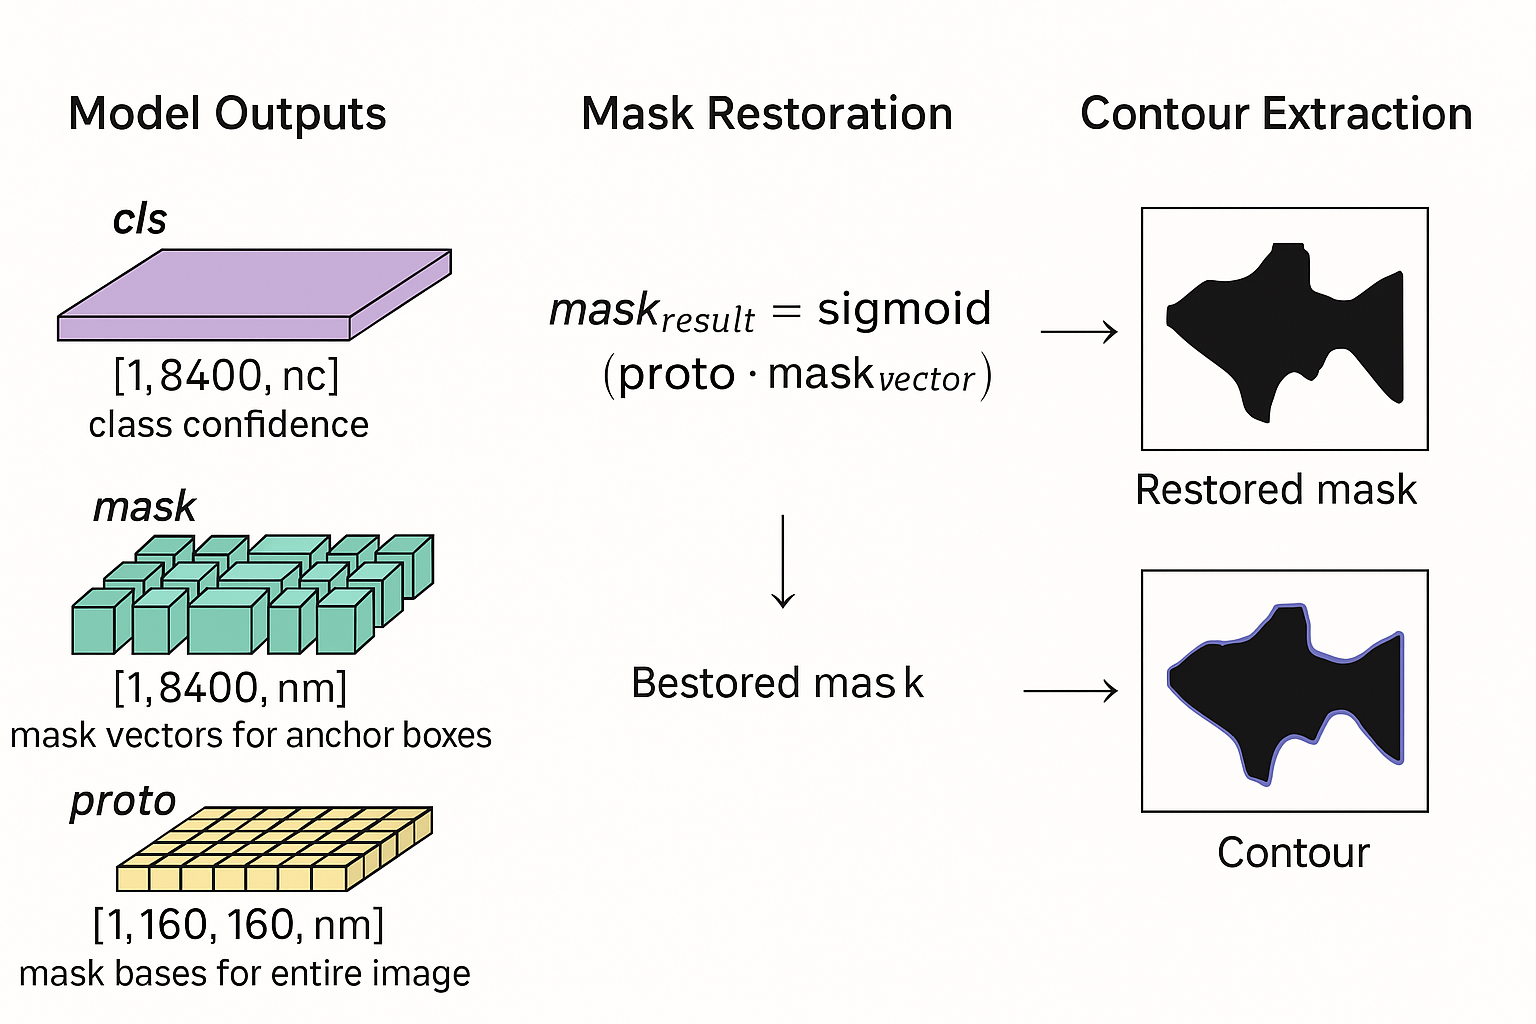 Model Outputs
cls
[1, 8400, nc]
class confidence
mask
[1, 8400, nm]
mask vectors for anchor boxes
proto
[1, 160, 160, nm]
mask bases for entire image
Mask Restoration
mask_result = sigmoid
(proto · mask_vector)
Bestored mas k
Contour Extraction
Restored mask
Contour